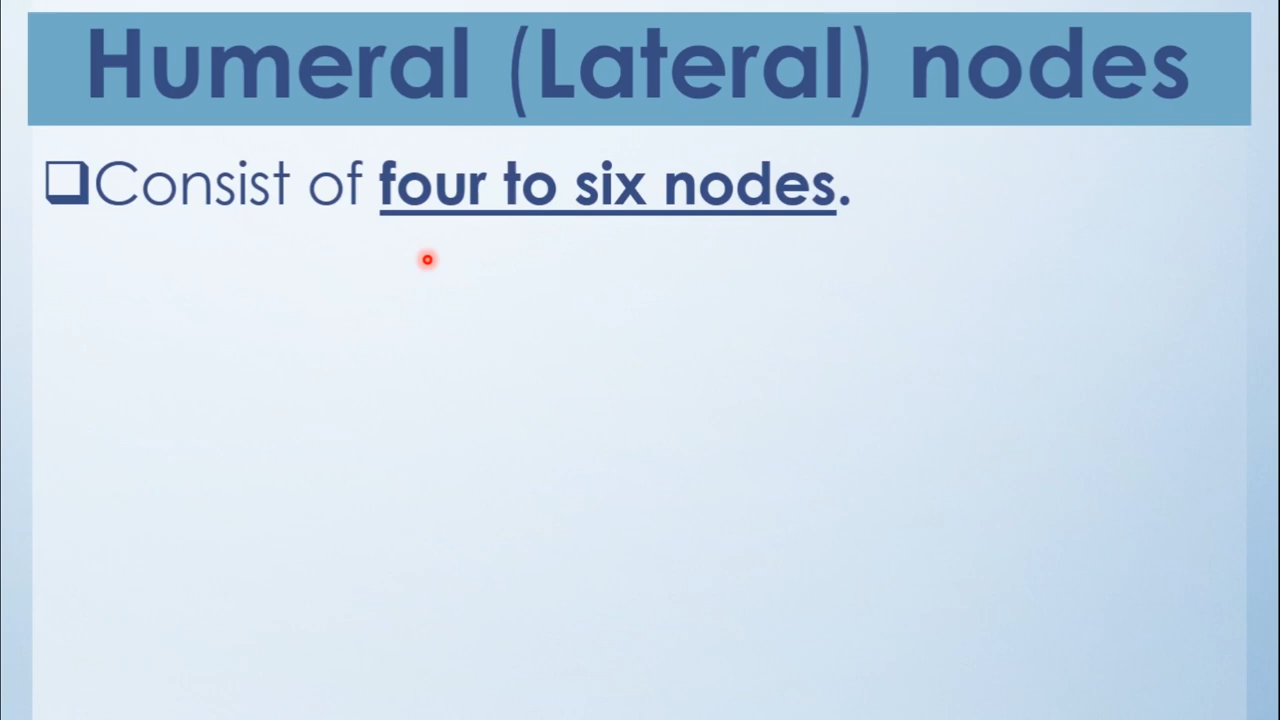 Humeral (Lateral) nodes
❑Consist of four to six nodes.